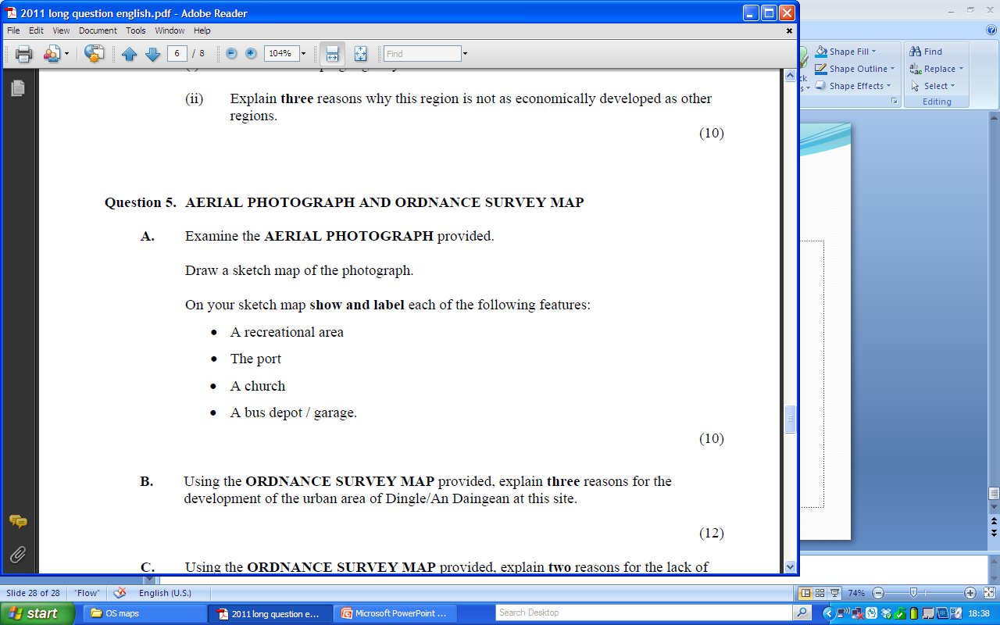 2011 long question english.pdf - Adobe Reader
File Edit View Document Tools Window Help
6 / 8 104% Find
(ii) Explain three reasons why this region is not as economically developed as other
regions.
(10)
Question 5. AERIAL PHOTOGRAPH AND ORDNANCE SURVEY MAP
A. Examine the AERIAL PHOTOGRAPH provided.
Draw a sketch map of the photograph.
On your sketch map show and label each of the following features:
• A recreational area
• The port
• A church
• A bus depot / garage.
(10)
B. Using the ORDNANCE SURVEY MAP provided, explain three reasons for the
development of the urban area of Dingle/An Daingean at this site.
(12)
C. Using the ORDNANCE SURVEY MAP provided, explain two reasons for the lack of
Shape Fill
Shape Outline
Shape Effects
Find
Replace
Select
Editing
Slide 28 of 28 "Flow" English (U.S.) 74%
start OS maps 2011 long question e... Microsoft PowerPoint ... Search Desktop 18:38